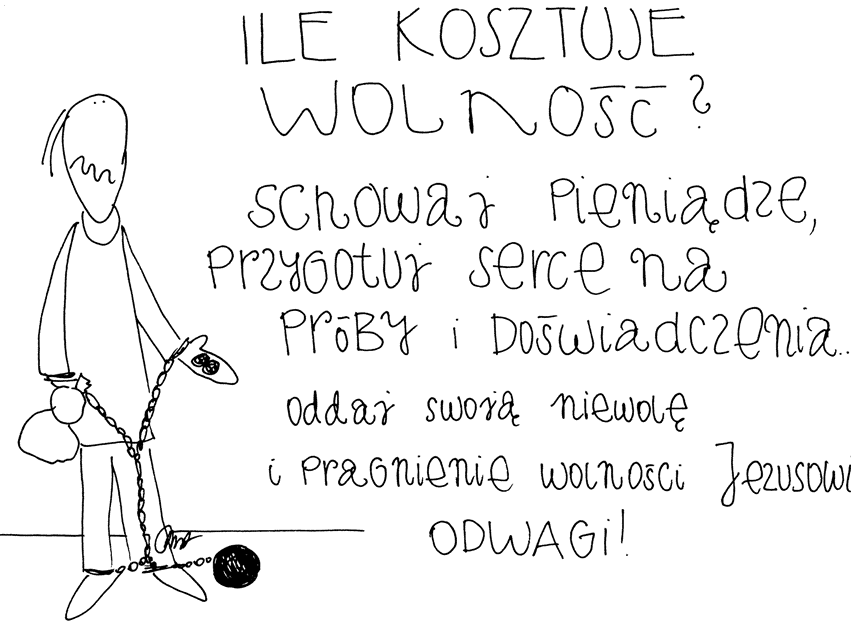 ILE KOSZTUJE
WOLNOŚĆ?
SCHOWAJ PIENIĄDZE,
PRZYGOTUJ SERCE NA
PRÓBY i DOŚWIADCZENIA..
ODDAJ SWOJĄ NIEWOLĘ
i PRAGNIENIE WOLNOŚCI JEZUSOWI
ODWAGI!